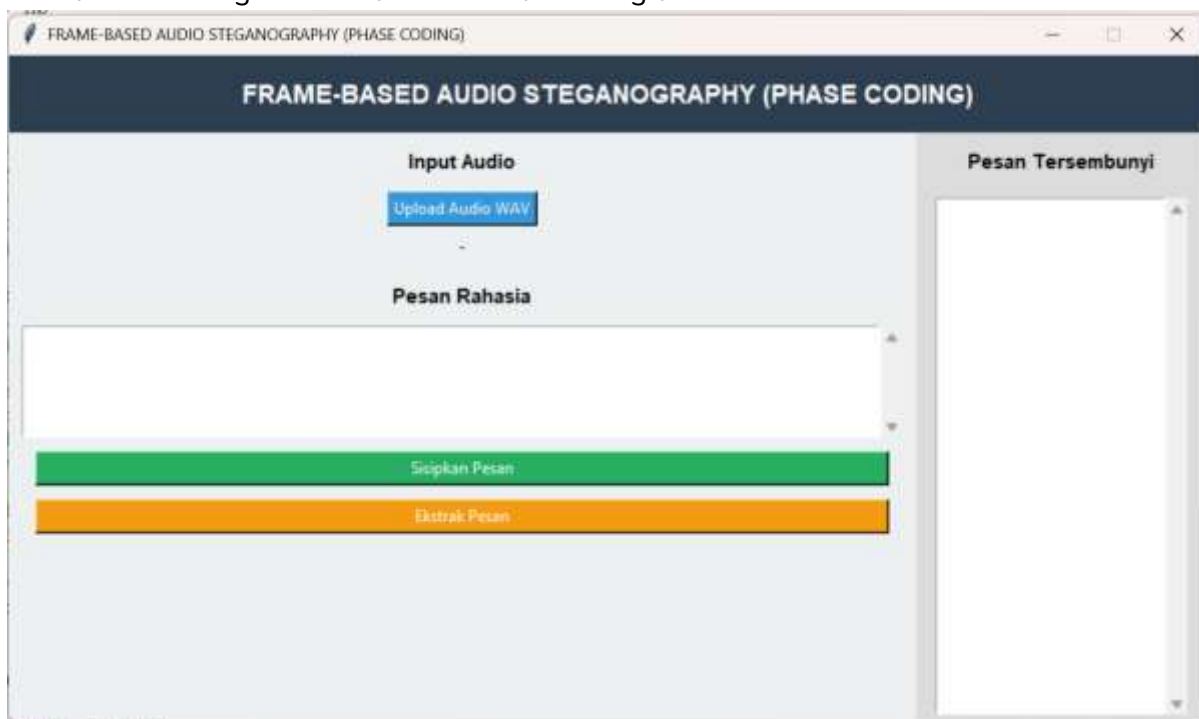 FRAME-BASED AUDIO STEGANOGRAPHY (PHASE CODING)
FRAME-BASED AUDIO STEGANOGRAPHY (PHASE CODING)
Input Audio
Upload Audio WAV
-
Pesan Rahasia
Sisipkan Pesan
Ekstrak Pesan
Pesan Tersembunyi